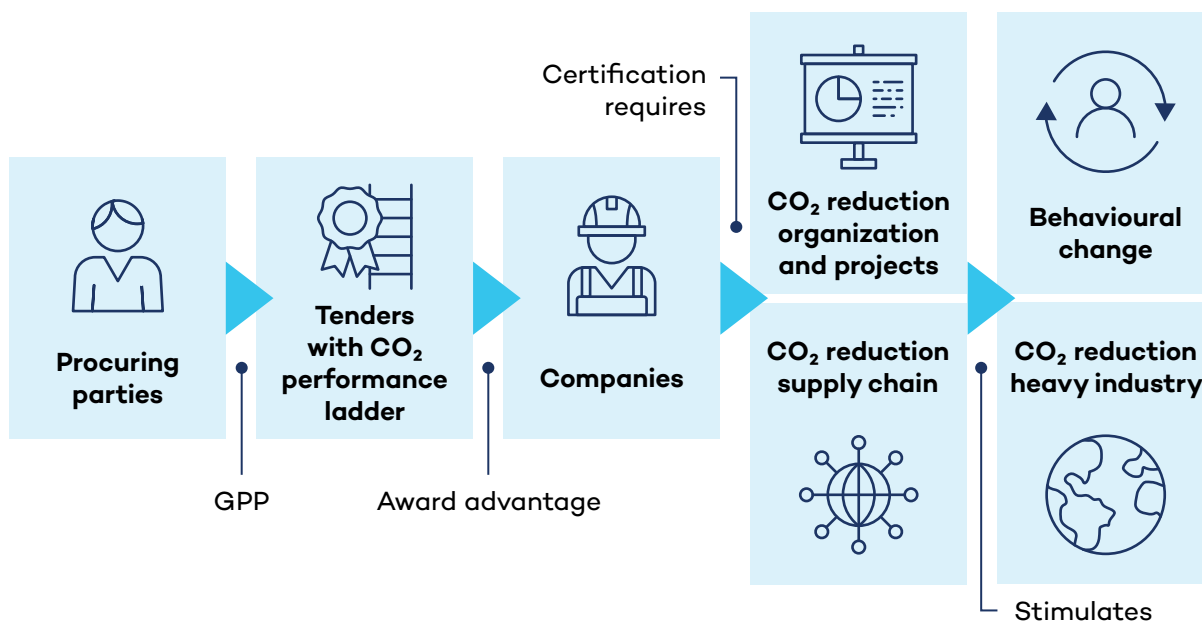 Certification
requires
Procuring
parties
Tenders
with CO₂
performance
ladder
Companies
CO₂ reduction
organization
and projects
Behavioural
change
CO₂ reduction
supply chain
CO₂ reduction
heavy industry
GPP
Award advantage
Stimulates